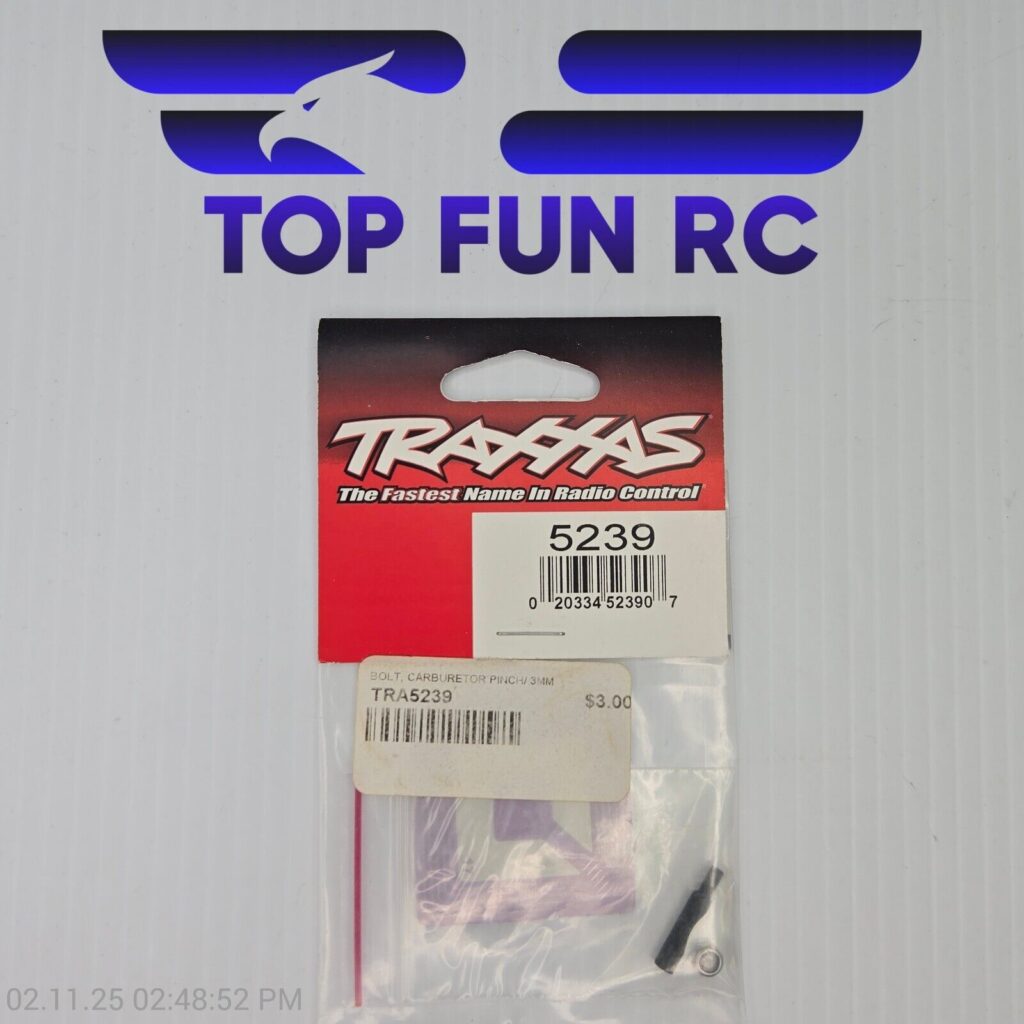 TOP FUN RC
TRAXXAS
The Fastest Name In Radio Control
5239
0 20334 52390 7
BOLT, CARBURETOR PINCH/ 3MM
TRA5239
$3.00
02.11.25 02:48:52 PM